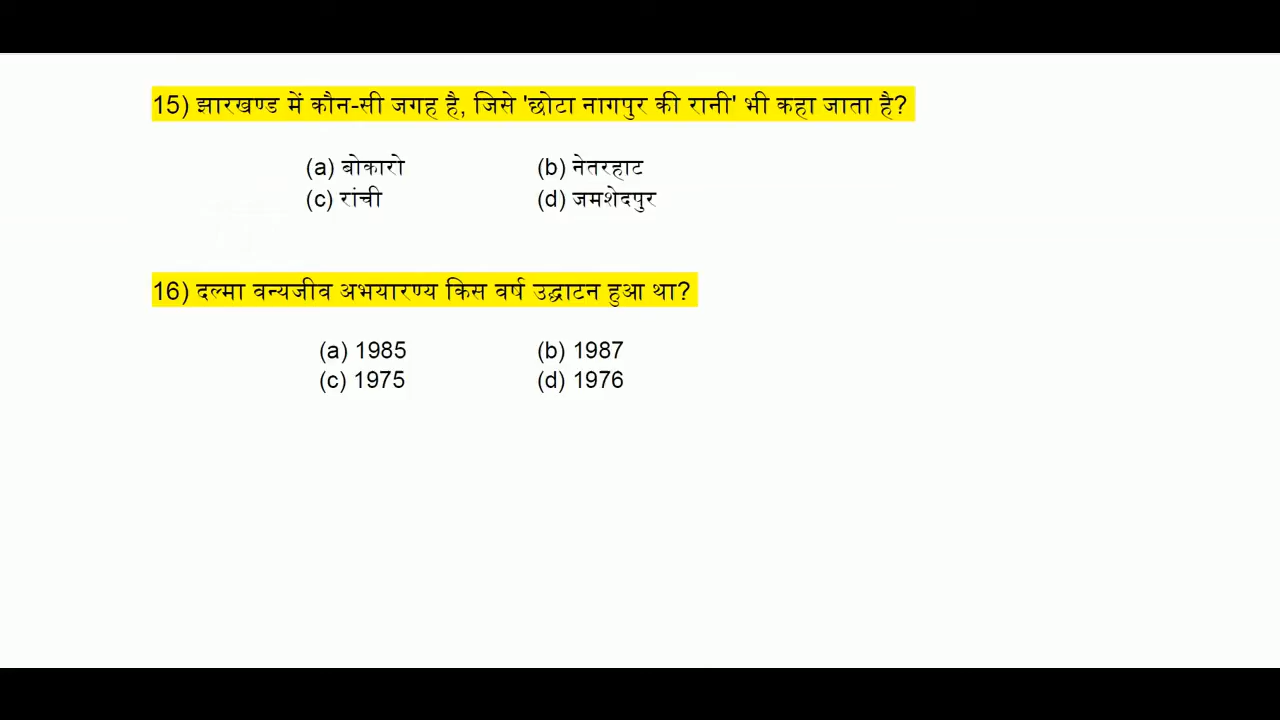 15) झारखण्ड में कौन-सी जगह है, जिसे 'छोटा नागपुर की रानी' भी कहा जाता है?
(a) बोकारो (b) नेतरहाट
(c) रांची (d) जमशेदपुर
16) दल्मा वन्यजीव अभयारण्य किस वर्ष उद्घाटन हुआ था?
(a) 1985 (b) 1987
(c) 1975 (d) 1976